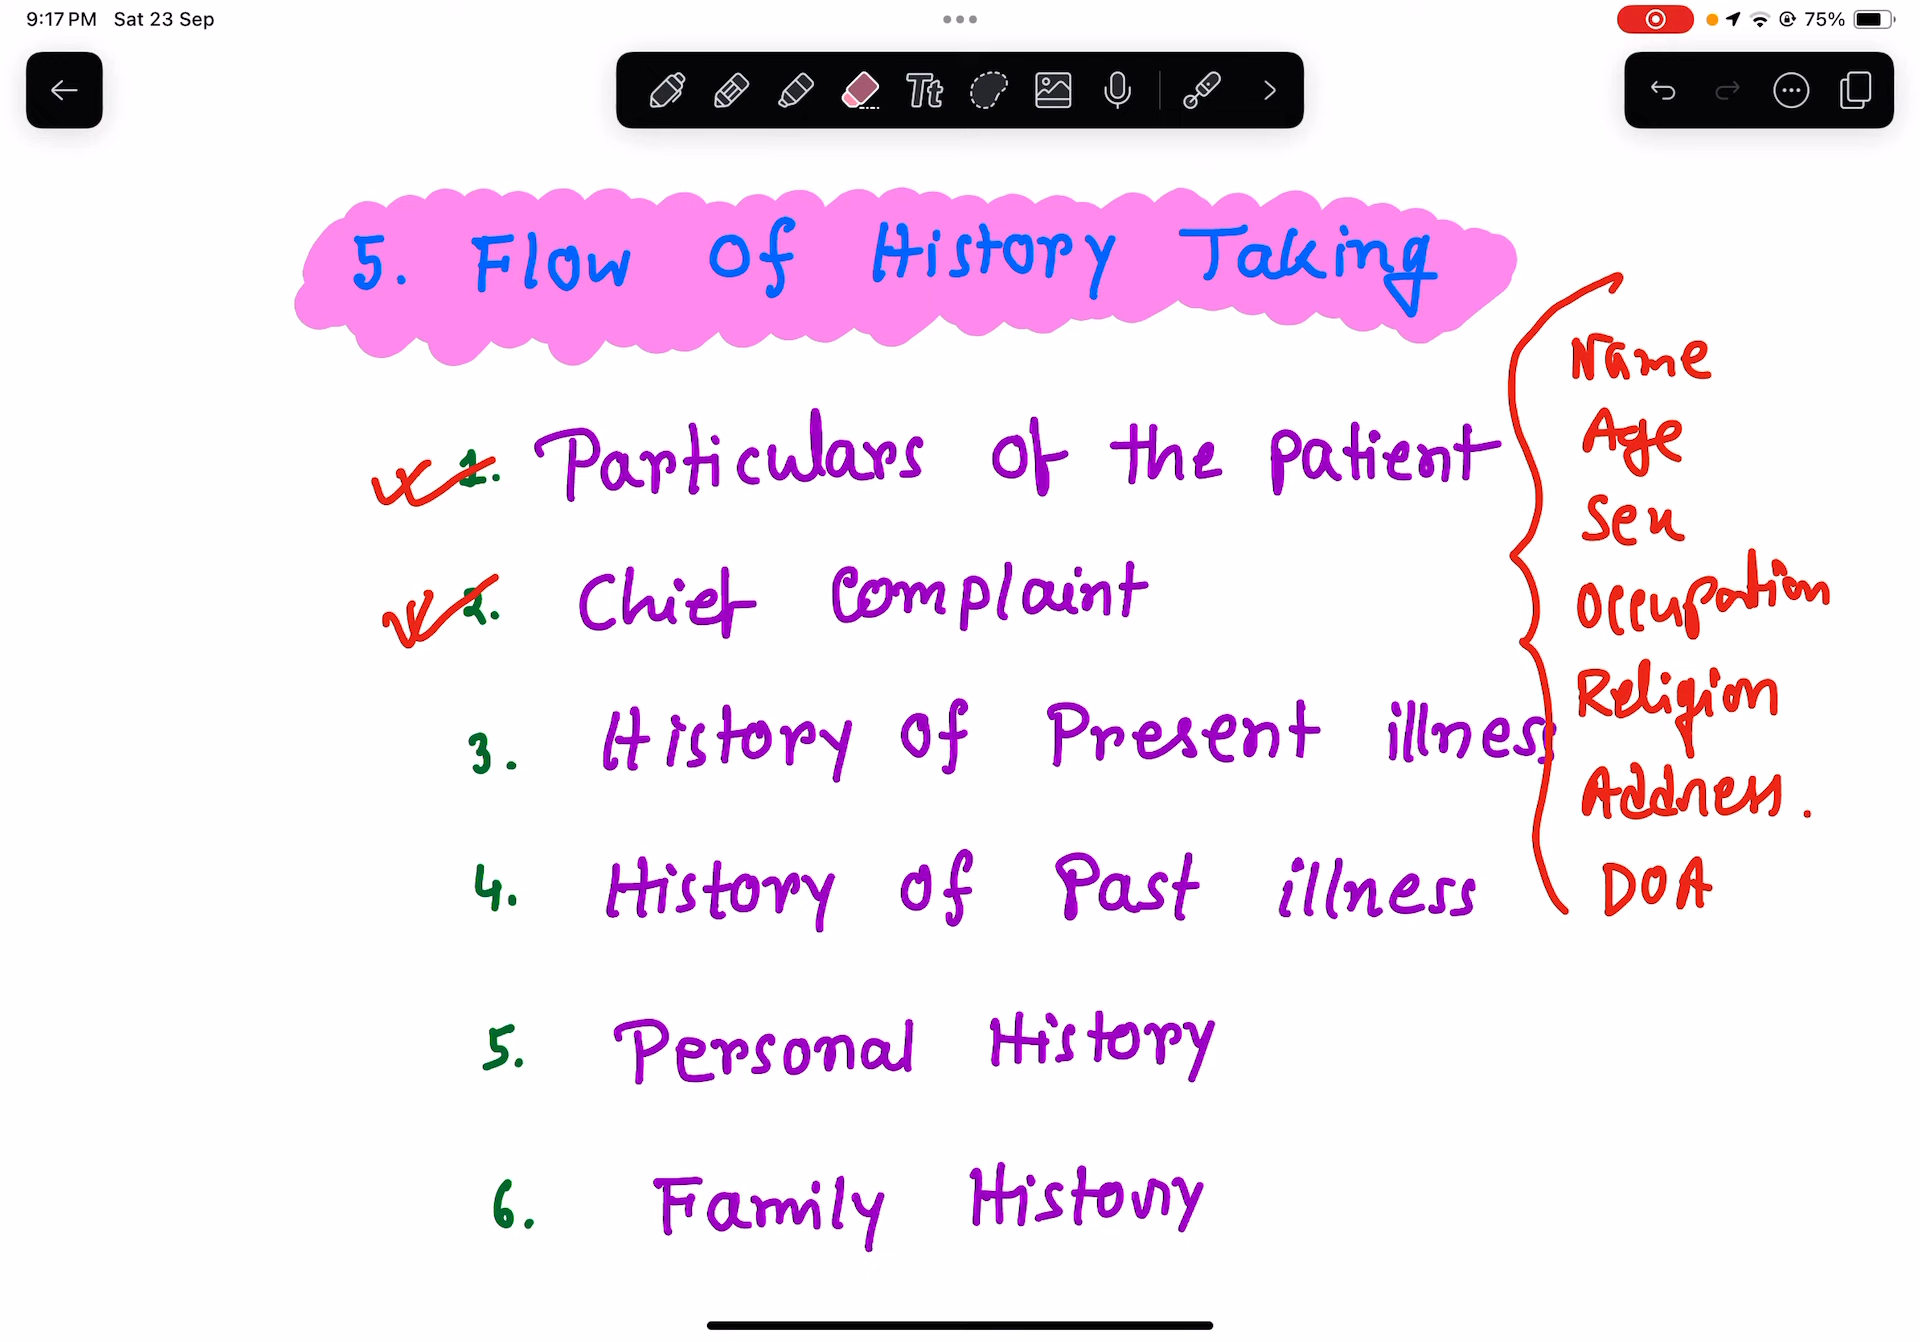 9:17 PM Sat 23 Sep
75%
Tt
5. Flow of History Taking
1. Particulars of the patient
2. Chief complaint
3. History of Present illness
4. History of Past illness
5. Personal History
6. Family History
Name
Age
Sex
Occupation
Religion
Address.
DOA